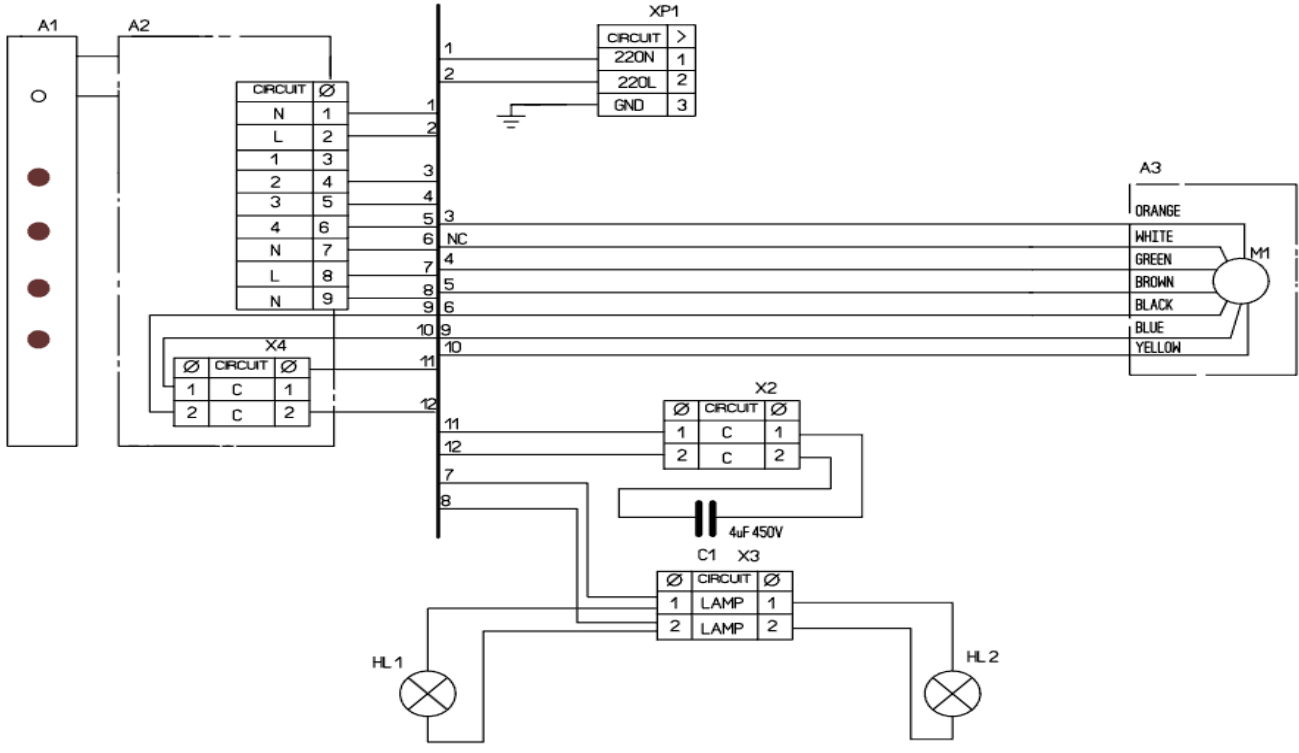 A1
A2
CIRCUIT Ø
N 1
L 2
1 3
2 4
3 5
4 6
N 7
L 8
N 9
1
2
3
4
5
6
7
8
9
10
11
12
X4
Ø CIRCUIT Ø
1 C 1
2 C 2
1
2
XP1
CIRCUIT >
220N 1
220L 2
GND 3
3
NC
4
5
6
9
10
11
12
7
8
A3
ORANGE
WHITE
GREEN
BROWN
BLACK
BLUE
YELLOW
M1
X2
Ø CIRCUIT Ø
1 C 1
2 C 2
4uF 450V
C1
X3
Ø CIRCUIT Ø
1 LAMP 1
2 LAMP 2
HL1
HL2